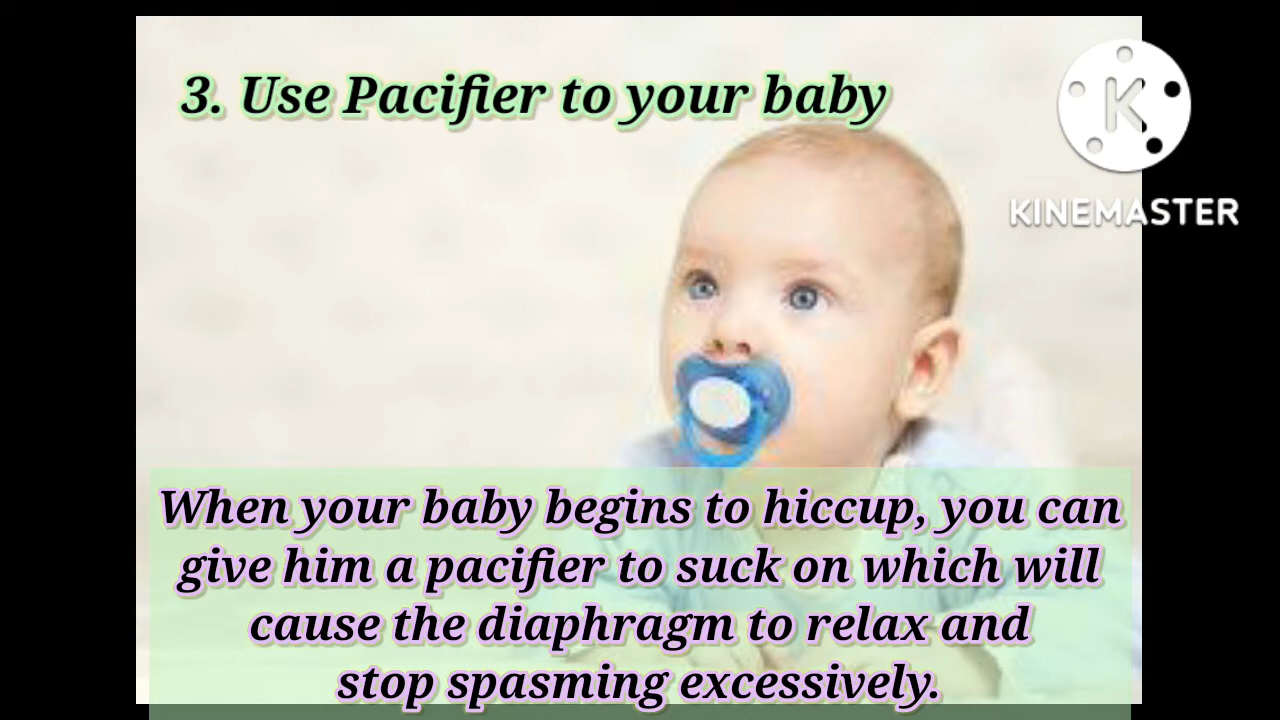 3. Use Pacifier to your baby
K
KINEMASTER
When your baby begins to hiccup, you can
give him a pacifier to suck on which will
cause the diaphragm to relax and
stop spasming excessively.